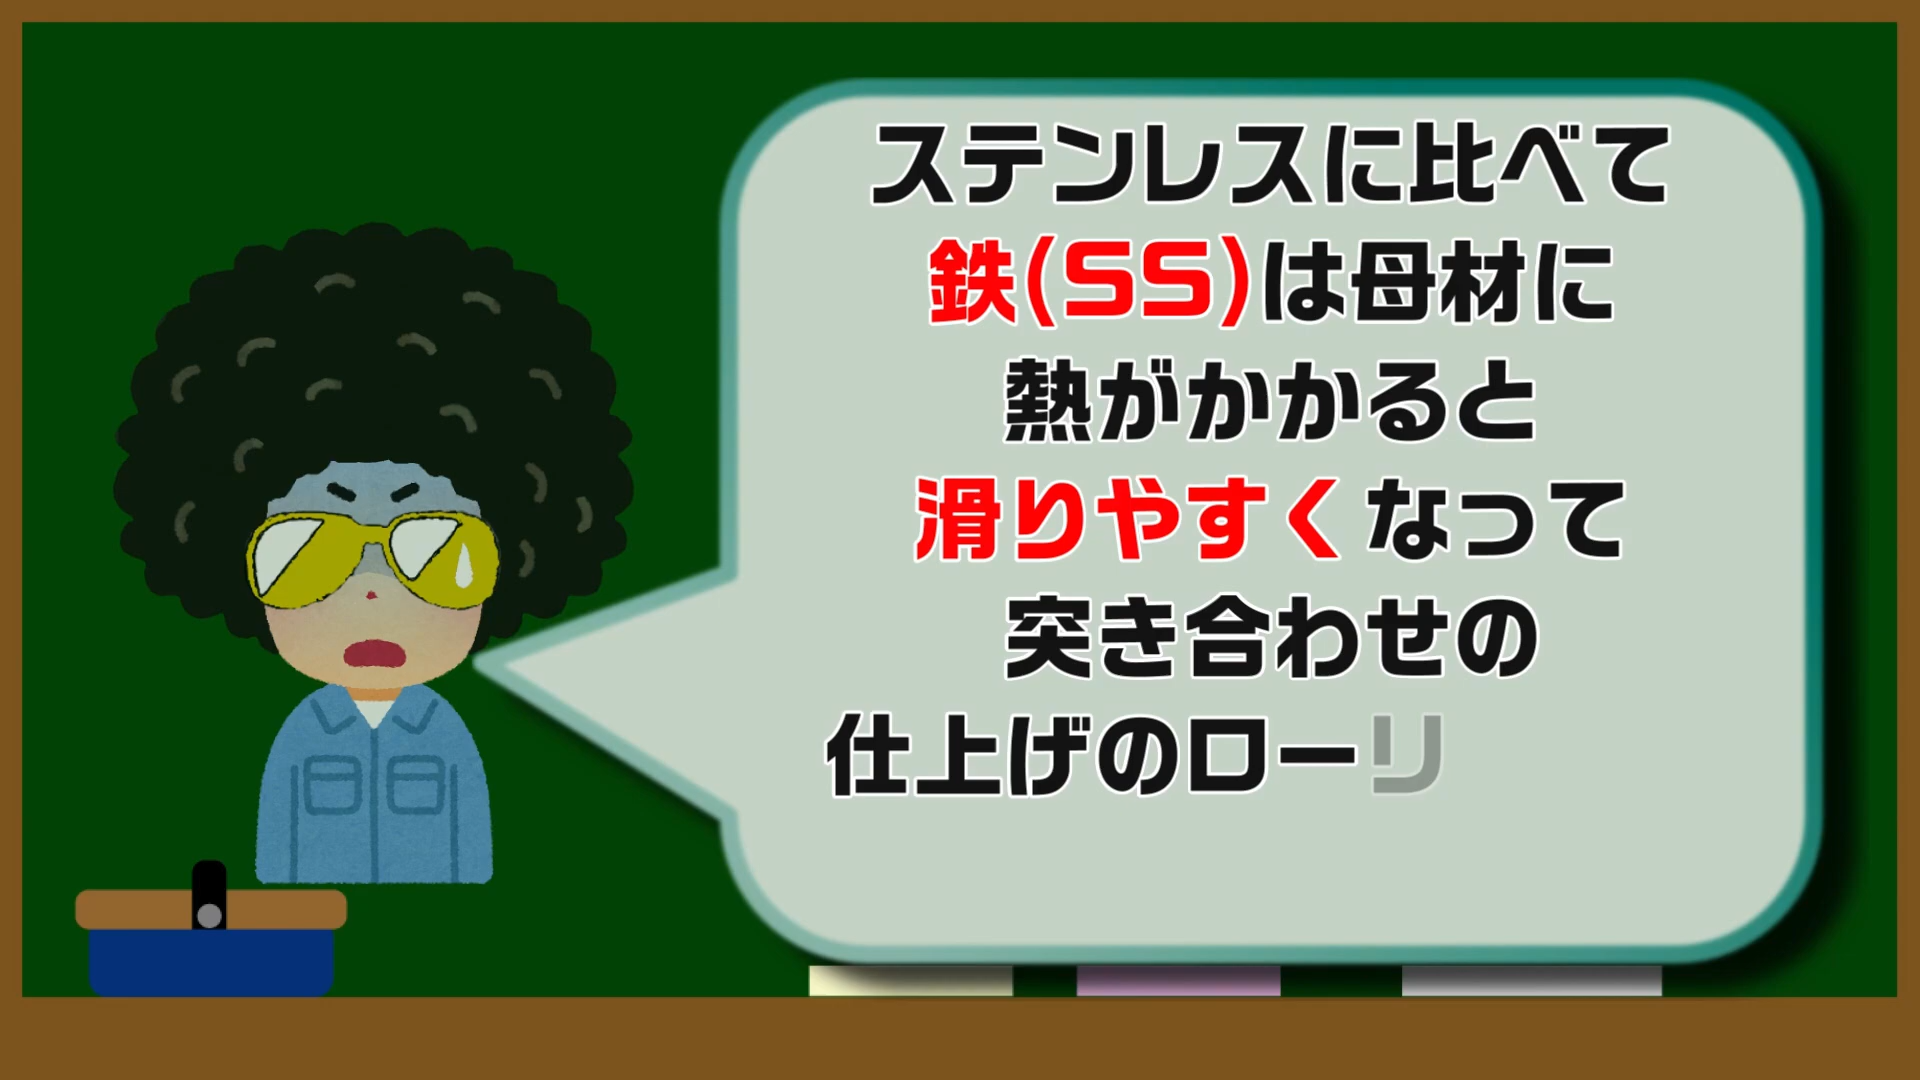 ステンレスに比べて
鉄(SS)は母材に
熱がかかると
滑りやすくなって
突き合わせの
仕上げのローリ